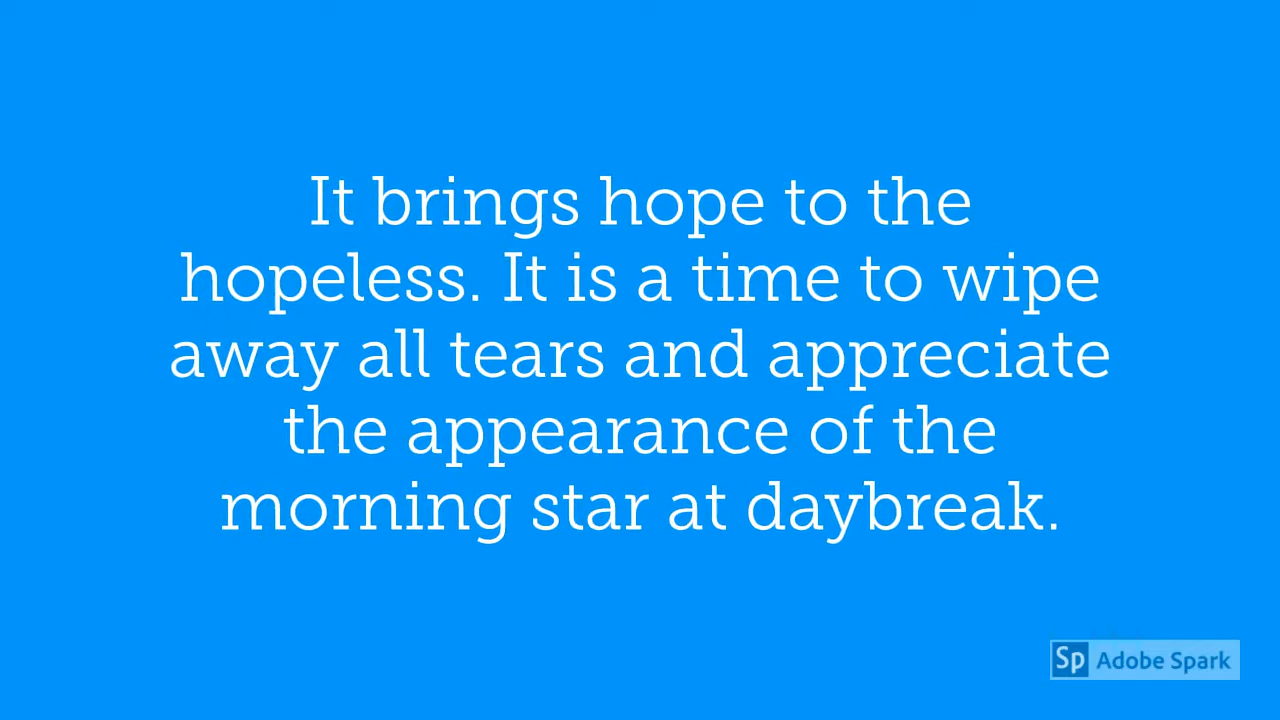 It brings hope to the
hopeless. It is a time to wipe
away all tears and appreciate
the appearance of the
morning star at daybreak.
Sp Adobe Spark